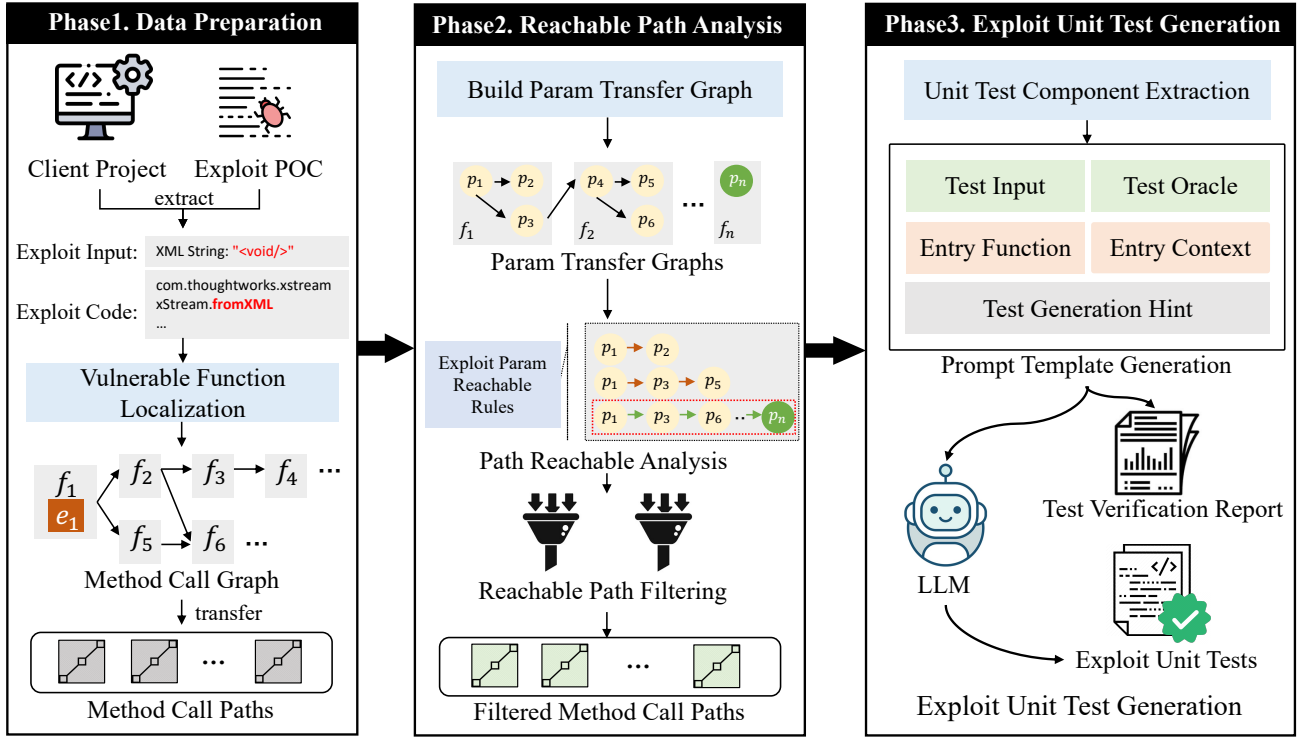 Phase1. Data Preparation
Client Project
Exploit POC
extract
Exploit Input:
XML String: "<void/>"
Exploit Code:
com.thoughtworks.xstream
xStream.fromXML
...
Vulnerable Function
Localization
f1
e1
f2
f3
f4
...
f5
f6
...
Method Call Graph
transfer
...
Method Call Paths
Phase2. Reachable Path Analysis
Build Param Transfer Graph
p1
p2
p3
f1
p4
p5
p6
f2
...
pn
fn
Param Transfer Graphs
Exploit Param
Reachable
Rules
p1 p2
p1 p3 p5
p1 p3 p6 .. pn
Path Reachable Analysis
Reachable Path Filtering
...
Filtered Method Call Paths
Phase3. Exploit Unit Test Generation
Unit Test Component Extraction
Test Input
Test Oracle
Entry Function
Entry Context
Test Generation Hint
Prompt Template Generation
Test Verification Report
LLM
</>
Exploit Unit Tests
Exploit Unit Test Generation